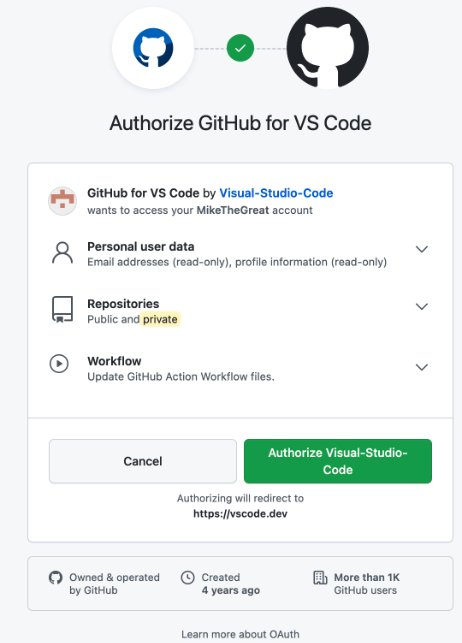 Authorize GitHub for VS Code
GitHub for VS Code by Visual-Studio-Code
wants to access your MikeTheGreat account
Personal user data
Email addresses (read-only), profile information (read-only)
Repositories
Public and private
Workflow
Update GitHub Action Workflow files.
Cancel
Authorize Visual-Studio-
Code
Authorizing will redirect to
https://vscode.dev
Owned & operated
by GitHub
Created
4 years ago
More than 1K
GitHub users
Learn more about OAuth